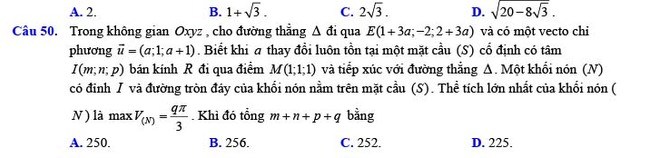 A. 2. B. 1+√3. C. 2√3. D. √(20−8√3).
Câu 50. Trong không gian Oxyz, cho đường thẳng Δ đi qua E(1+3a;−2;2+3a) và có một vecto chỉ
phương u⃗ = (a;1;a+1). Biết khi a thay đổi luôn tồn tại một mặt cầu (S) cố định có tâm
I(m;n;p) bán kính R đi qua điểm M(1;1;1) và tiếp xúc với đường thẳng Δ. Một khối nón (N)
có đỉnh I và đường tròn đáy của khối nón nằm trên mặt cầu (S). Thể tích lớn nhất của khối nón (
N) là maxV₍N₎ = qπ/3. Khi đó tổng m+n+p+q bằng
A. 250. B. 256. C. 252. D. 225.